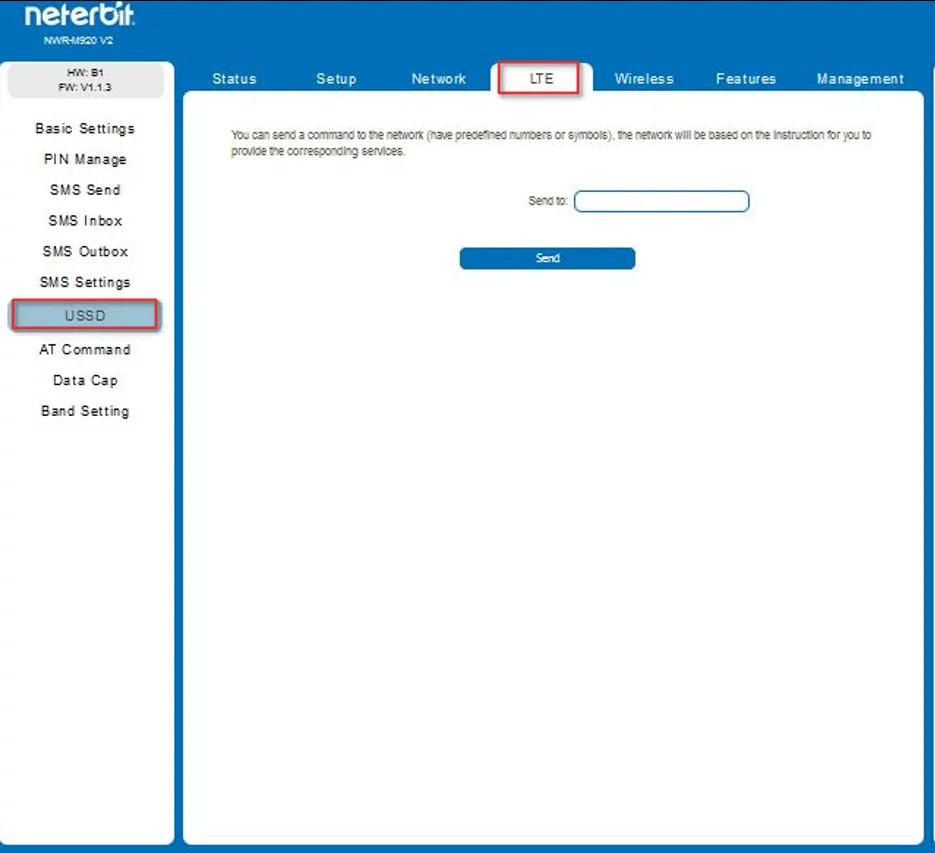 neterbit.
NWR-M920 V2
HW: B1
FW: V1.1.3
Status
Setup
Network
LTE
Wireless
Features
Management
Basic Settings
PIN Manage
SMS Send
SMS Inbox
SMS Outbox
SMS Settings
USSD
AT Command
Data Cap
Band Setting
You can send a command to the network (have predefined numbers or symbols), the network will be based on the instruction for you to
provide the corresponding services.
Send to:
Send